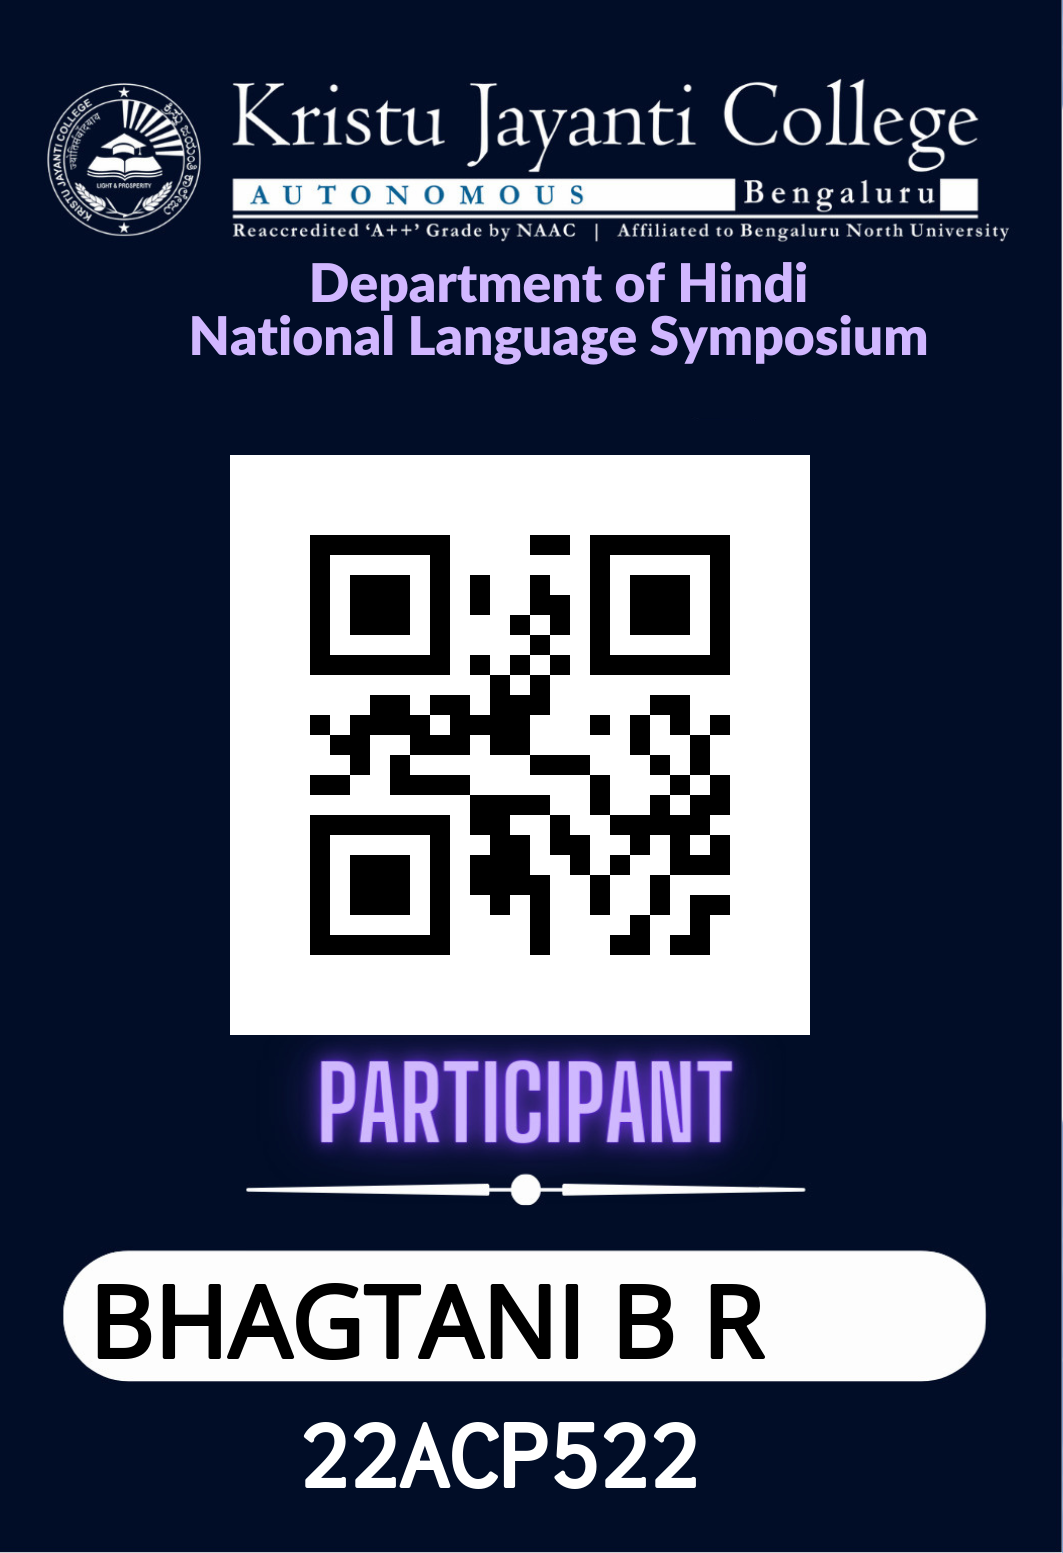 KRISTU JAYANTI COLLEGE
ಕ್ರಿಸ್ತು ಜಯಂತಿ ಕಾಲೇಜು
LIGHT & PROSPERITY
Kristu Jayanti College
AUTONOMOUS Bengaluru
Reaccredited ‘A++’ Grade by NAAC | Affiliated to Bengaluru North University
Department of Hindi
National Language Symposium
PARTICIPANT
BHAGTANI B R
22ACP522